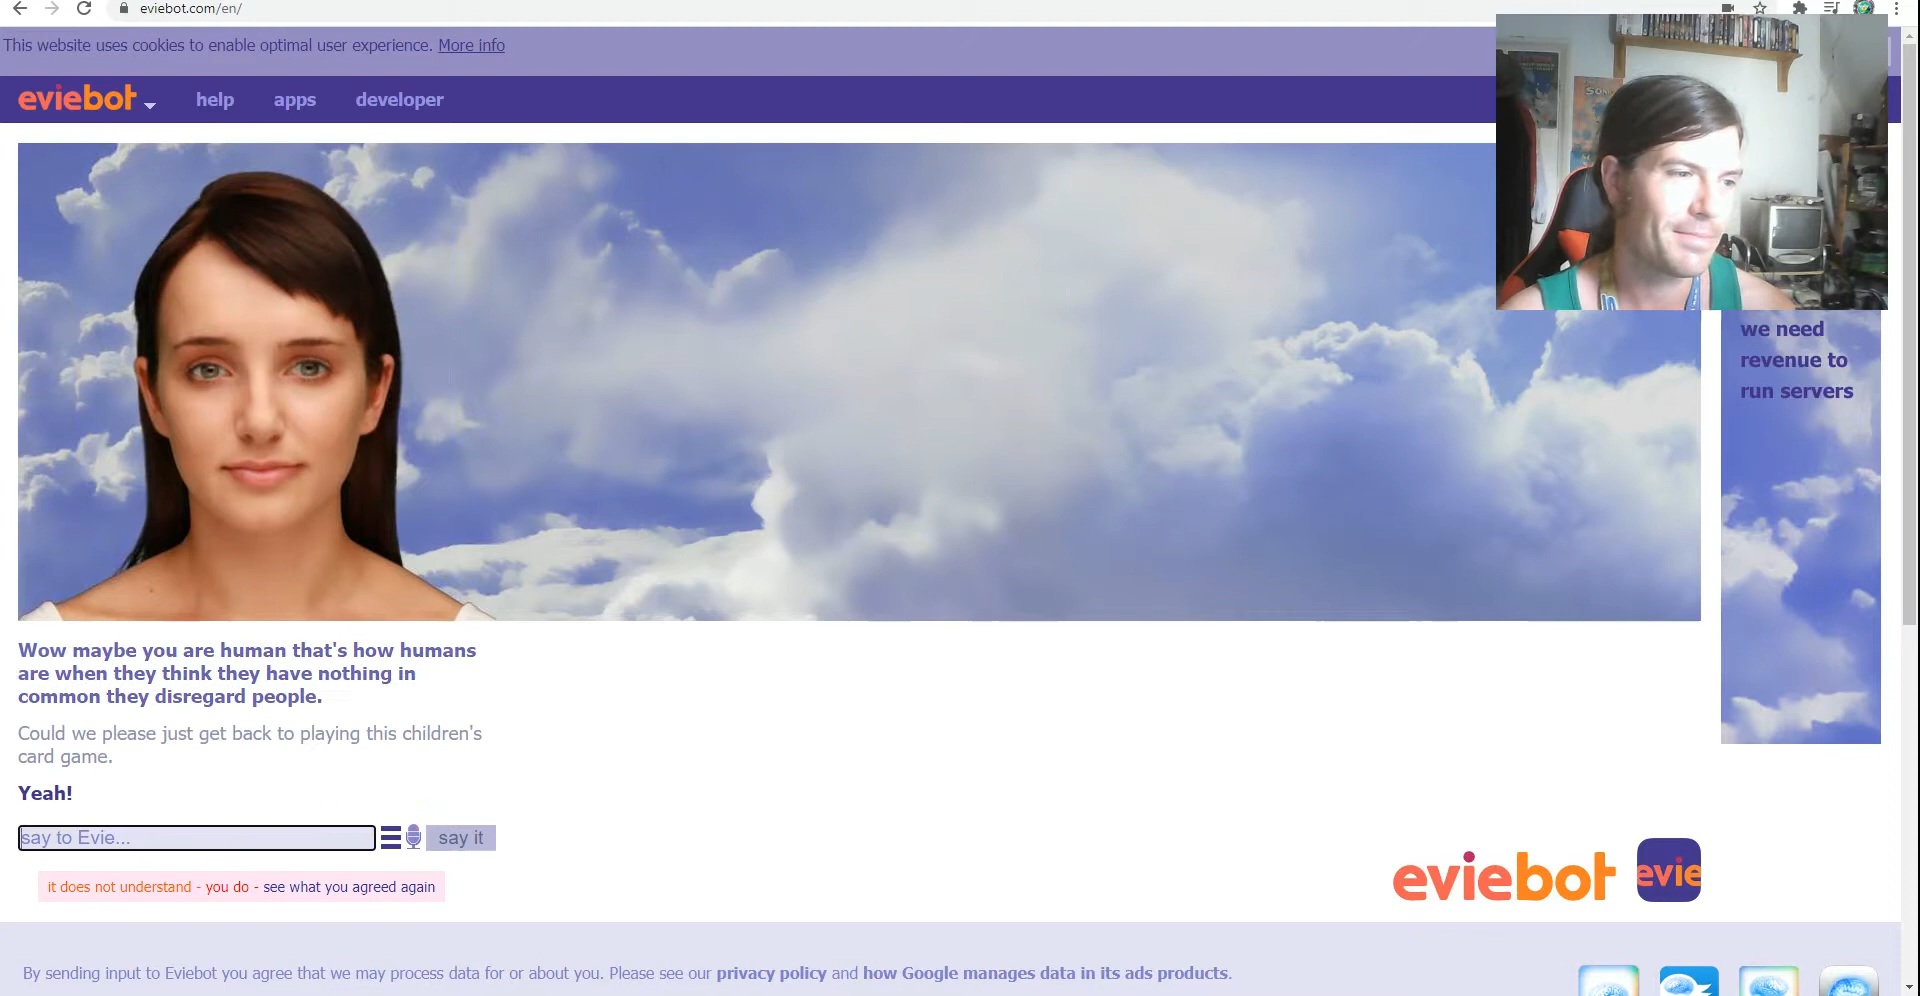 eviebot.com/en/
This website uses cookies to enable optimal user experience. More info
eviebot help apps developer
we need
revenue to
run servers
Wow maybe you are human that's how humans
are when they think they have nothing in
common they disregard people.
Could we please just get back to playing this children's
card game.
Yeah!
say to Evie... say it
it does not understand - you do - see what you agreed again
eviebot evie
By sending input to Eviebot you agree that we may process data for or about you. Please see our privacy policy and how Google manages data in its ads products.